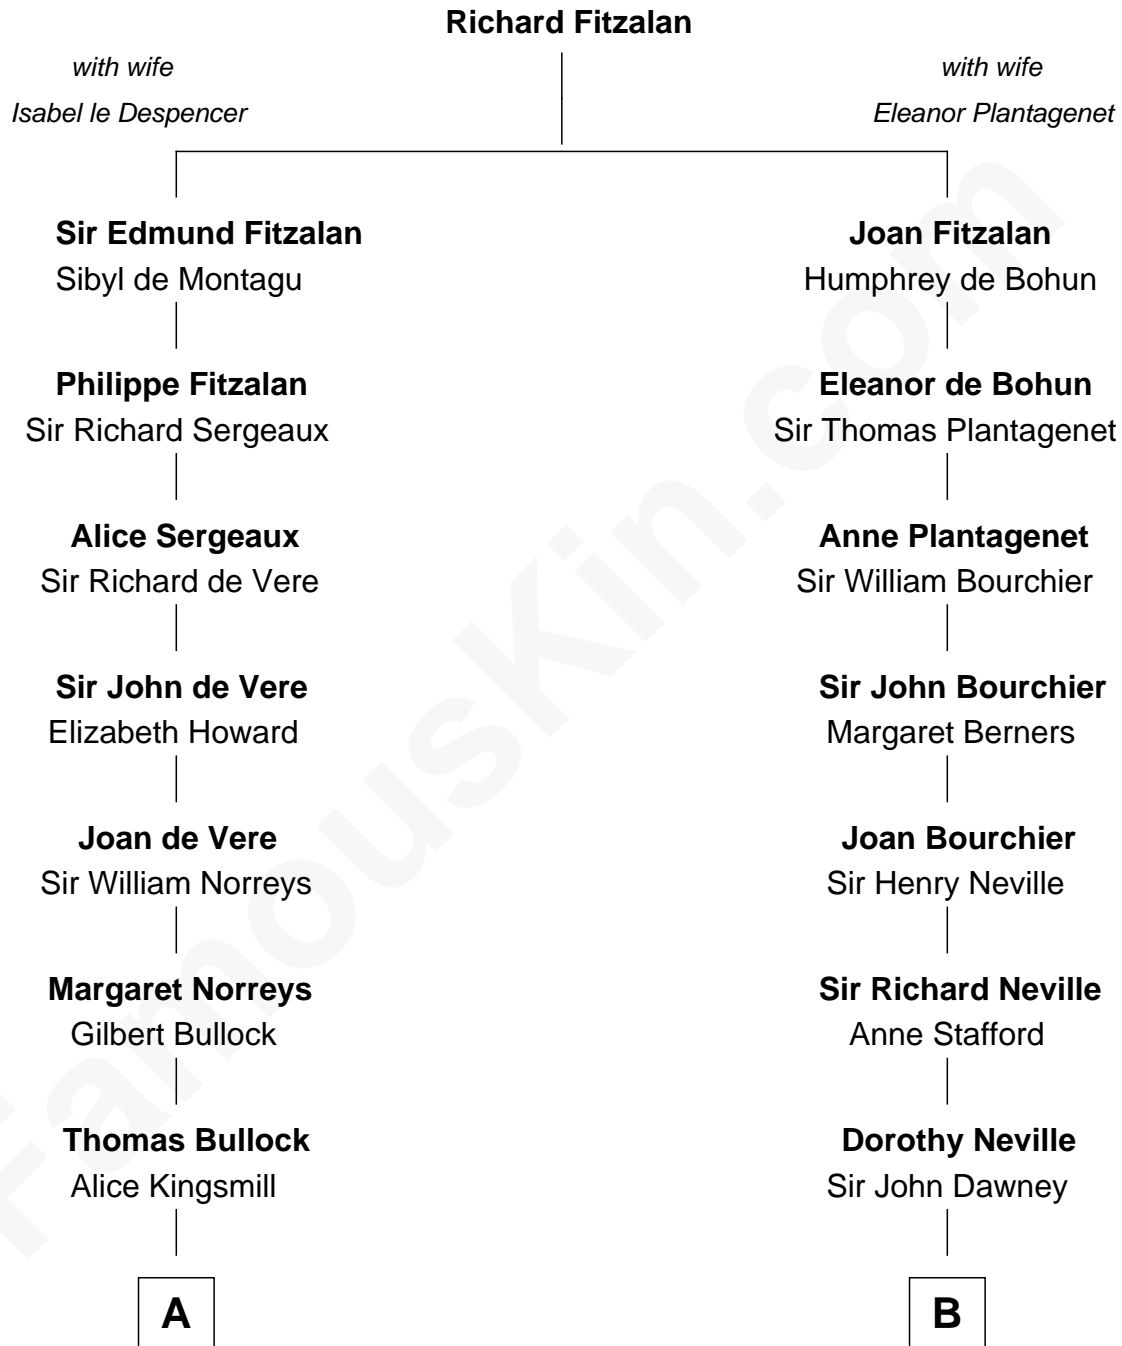 Richard Fitzalan
with wife
Isabel le Despencer
with wife
Eleanor Plantagenet
Sir Edmund Fitzalan
Sibyl de Montagu
Joan Fitzalan
Humphrey de Bohun
Philippe Fitzalan
Sir Richard Sergeaux
Eleanor de Bohun
Sir Thomas Plantagenet
Alice Sergeaux
Sir Richard de Vere
Anne Plantagenet
Sir William Bourchier
Sir John de Vere
Elizabeth Howard
Sir John Bourchier
Margaret Berners
Joan de Vere
Sir William Norreys
Joan Bourchier
Sir Henry Neville
Margaret Norreys
Gilbert Bullock
Sir Richard Neville
Anne Stafford
Thomas Bullock
Alice Kingsmill
Dorothy Neville
Sir John Dawney
A
B
FamousKin.com